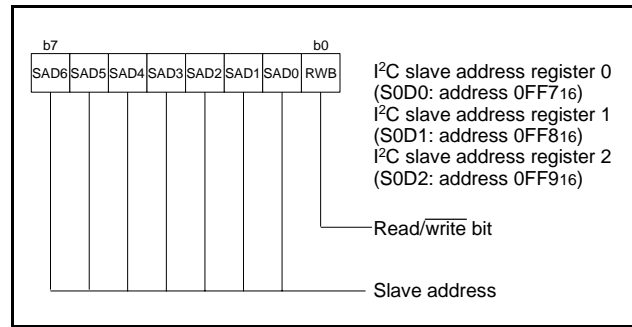 b7 b0
SAD6 SAD5 SAD4 SAD3 SAD2 SAD1 SAD0 RWB
I²C slave address register 0
(S0D0: address 0FF716)
I²C slave address register 1
(S0D1: address 0FF816)
I²C slave address register 2
(S0D2: address 0FF916)
Read/write bit
Slave address